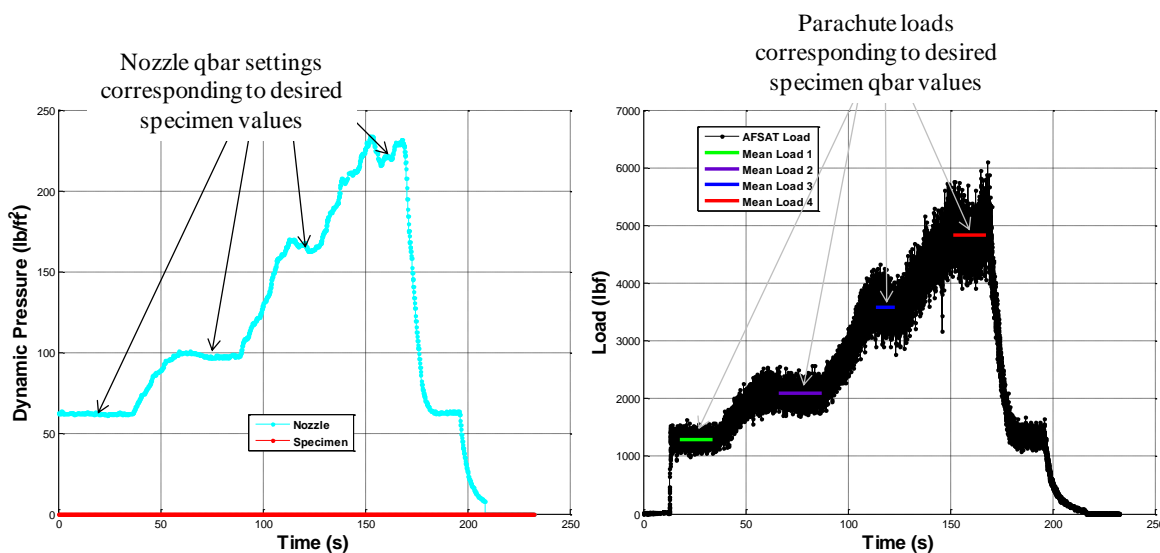 Nozzle qbar settings
corresponding to desired
specimen values
250
200
150
100
50
0
Dynamic Pressure (lb/ft²)
0 50 100 150 200 250
Time (s)
Nozzle
Specimen
Parachute loads
corresponding to desired
specimen qbar values
7000
6000
5000
4000
3000
2000
1000
0
Load (lbf)
0 50 100 150 200 250
Time (s)
AFSAT Load
Mean Load 1
Mean Load 2
Mean Load 3
Mean Load 4